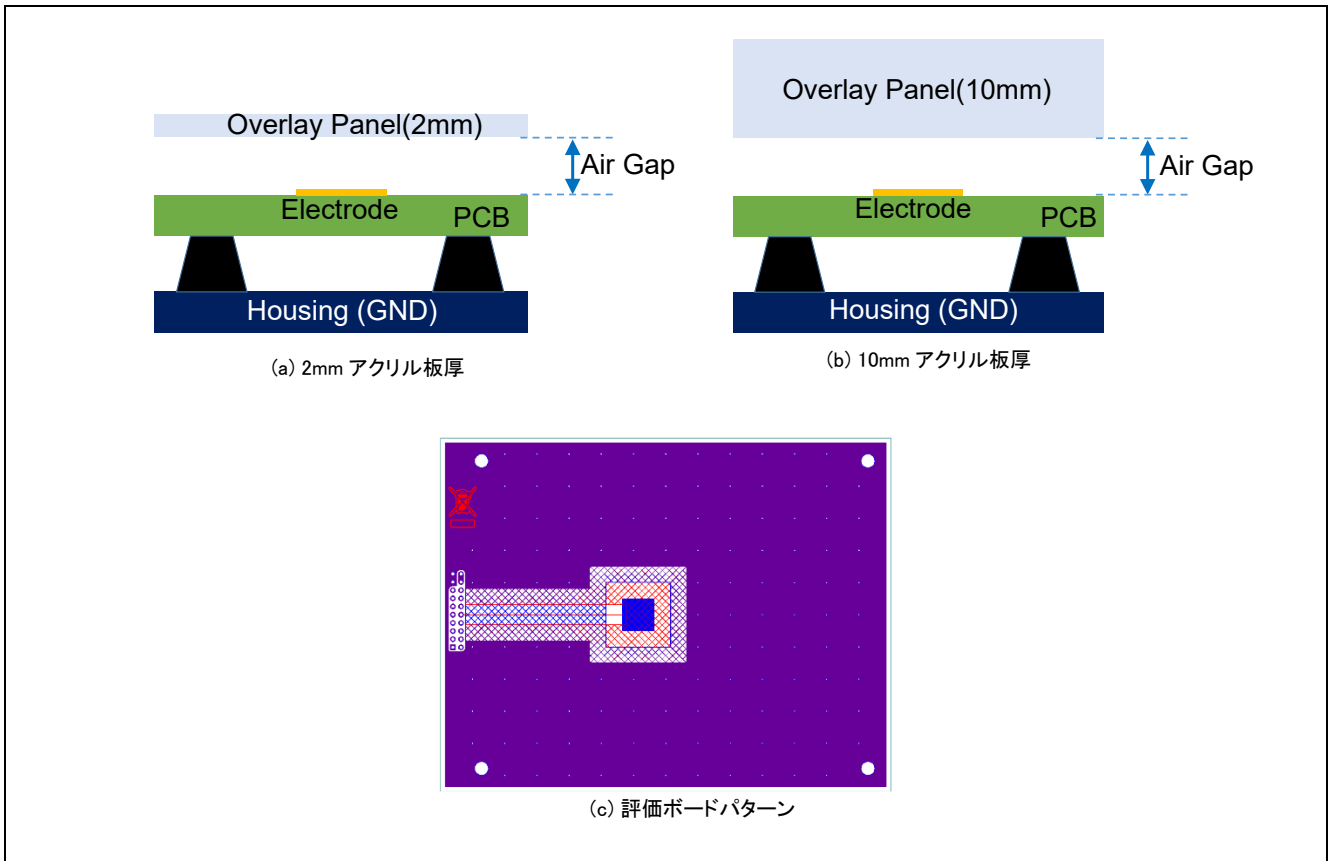 Overlay Panel(2mm)
Air Gap
Electrode
PCB
Housing (GND)
(a) 2mm アクリル板厚
Overlay Panel(10mm)
Air Gap
Electrode
PCB
Housing (GND)
(b) 10mm アクリル板厚
(c) 評価ボードパターン